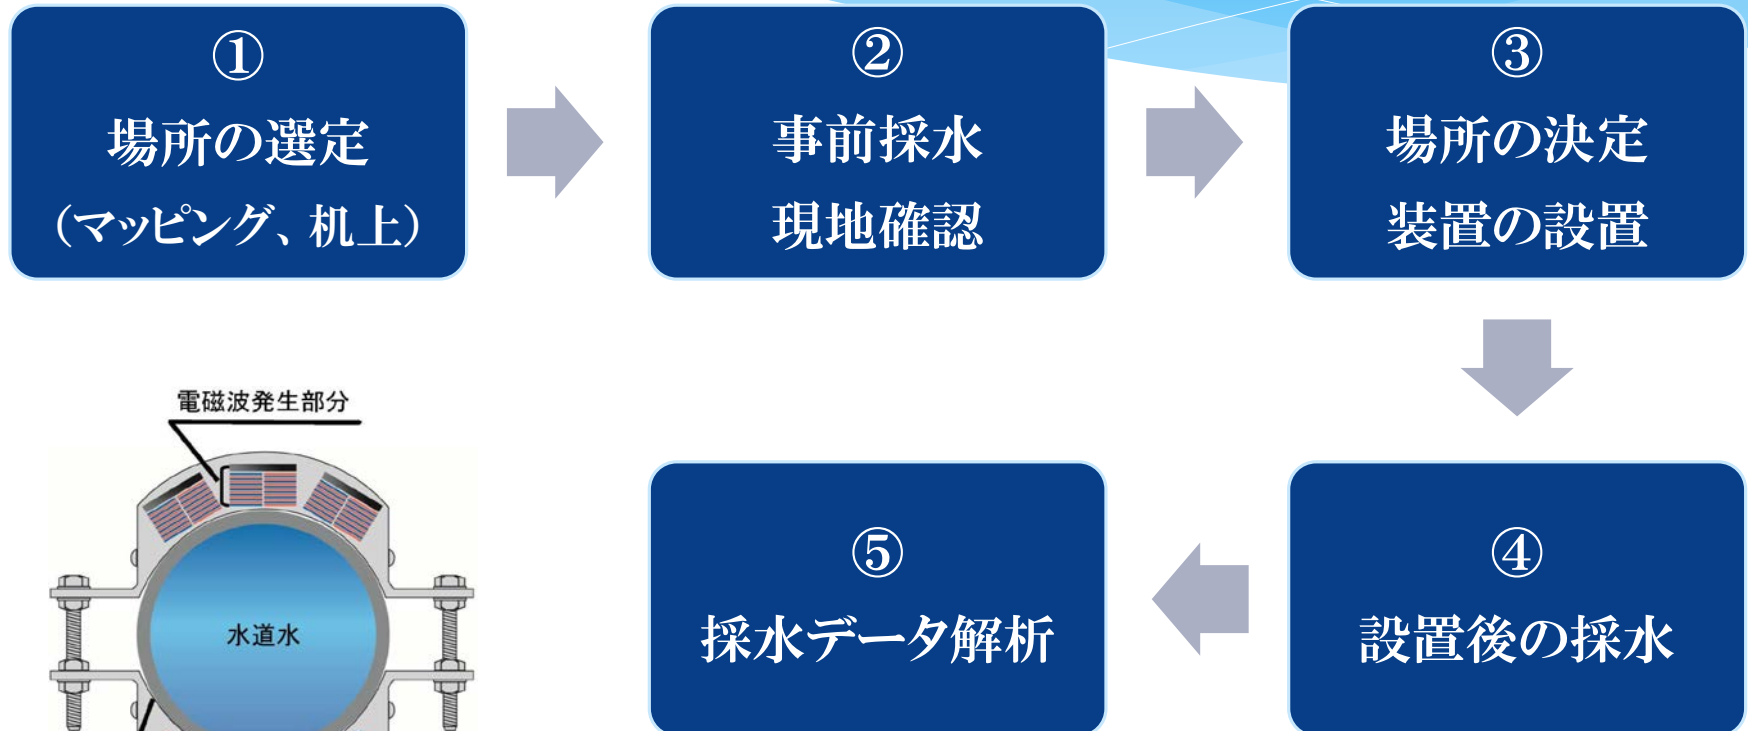 ①
場所の選定
(マッピング、机上)
②
事前採水
現地確認
③
場所の決定
装置の設置
④
設置後の採水
⑤
採水データ解析
電磁波発生部分
水道水